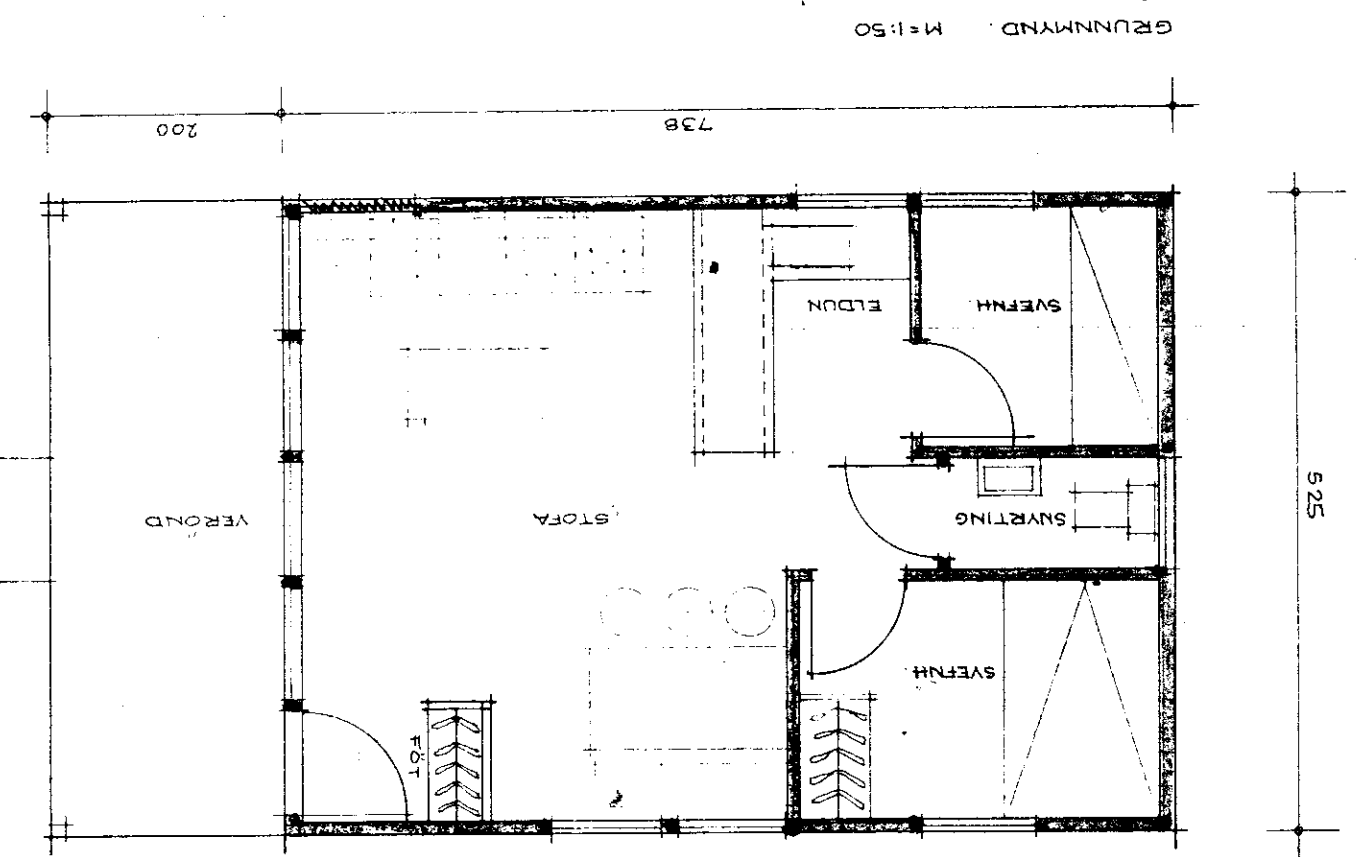 GRUNNMYND. M=1:50
738
200
SVEFNH.
ELDUN
525
SNYRTING
STOFA
VERÖND
SVEFNH.
FÖT